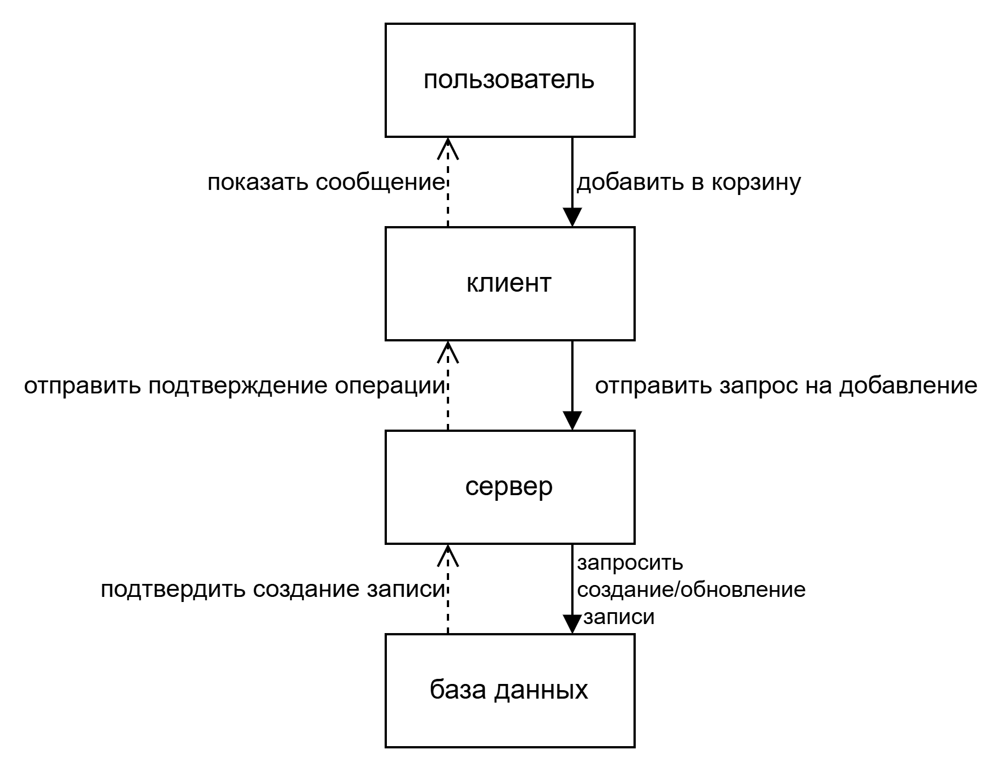 пользователь
показать сообщение
добавить в корзину
клиент
отправить подтверждение операции
отправить запрос на добавление
сервер
запросить
подтвердить создание записи
создание/обновление
записи
база данных